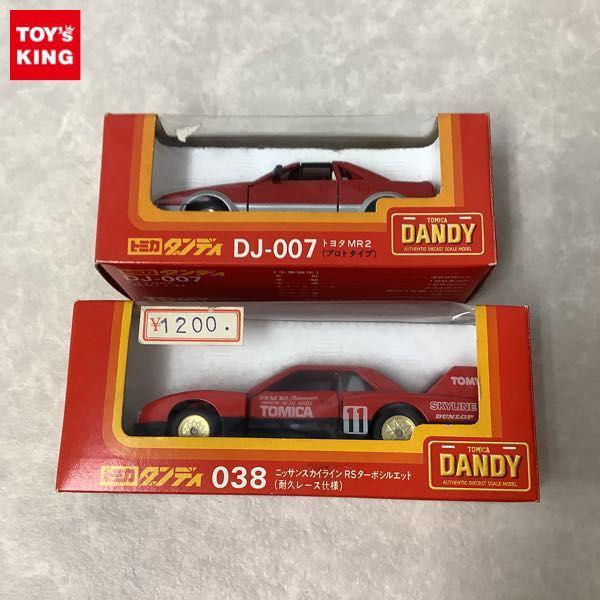 TOY's
KING
トミカ ダンディ DJ-007 トヨタ MR2
(プロトタイプ)
TOMICA
DANDY
AUTHENTIC DIECAST SCALE MODEL
DJ-007
¥1200.
TOMICA
11
TOMY
SKYLINE
DUNLOP
トミカ ダンディ 038 ニッサンスカイライン RSターボシルエット
(耐久レース仕様)
TOMICA
DANDY
AUTHENTIC DIECAST SCALE MODEL